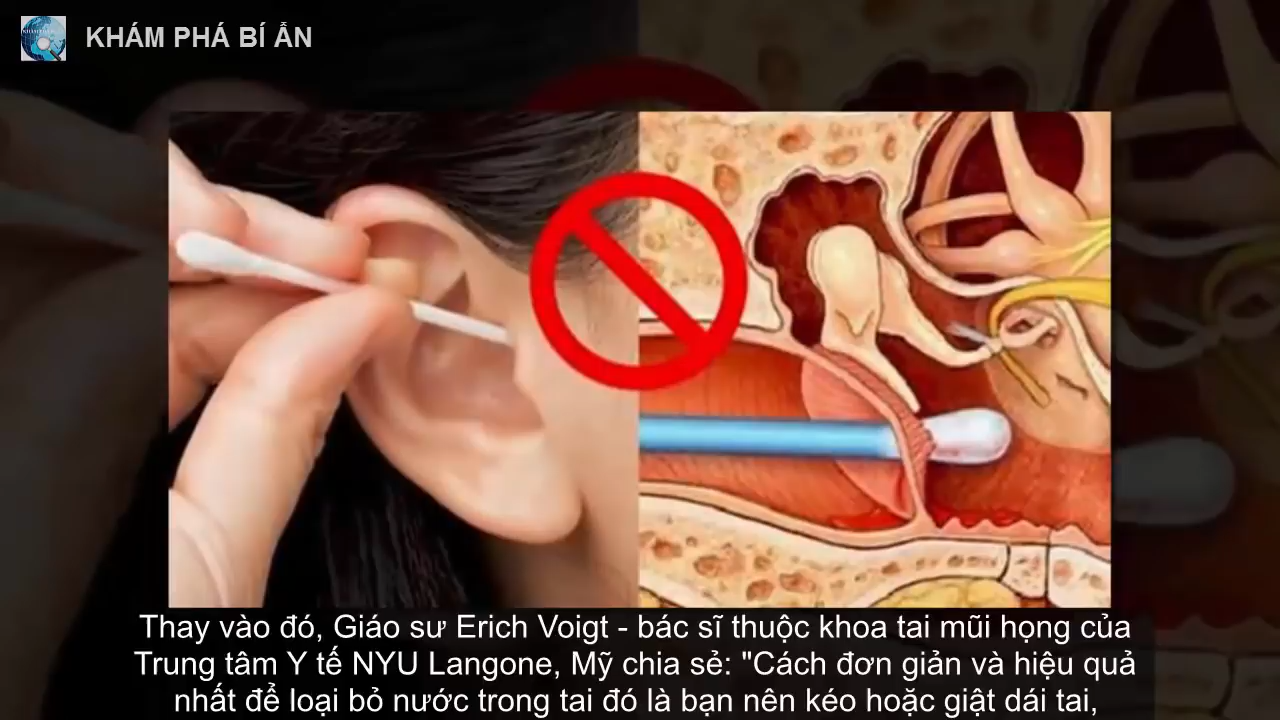 KHÁM PHÁ BÍ ẨN
Thay vào đó, Giáo sư Erich Voigt - bác sĩ thuộc khoa tai mũi họng của
Trung tâm Y tế NYU Langone, Mỹ chia sẻ: "Cách đơn giản và hiệu quả
nhất để loại bỏ nước trong tai đó là bạn nên kéo hoặc giật dái tai,